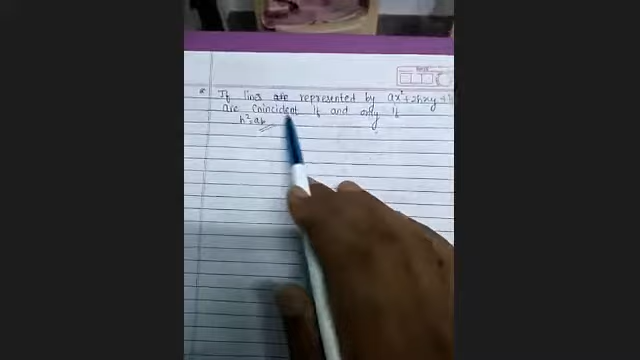 If lines are represented by ax²+2hxy+
are coincident if and only if
h²=ab